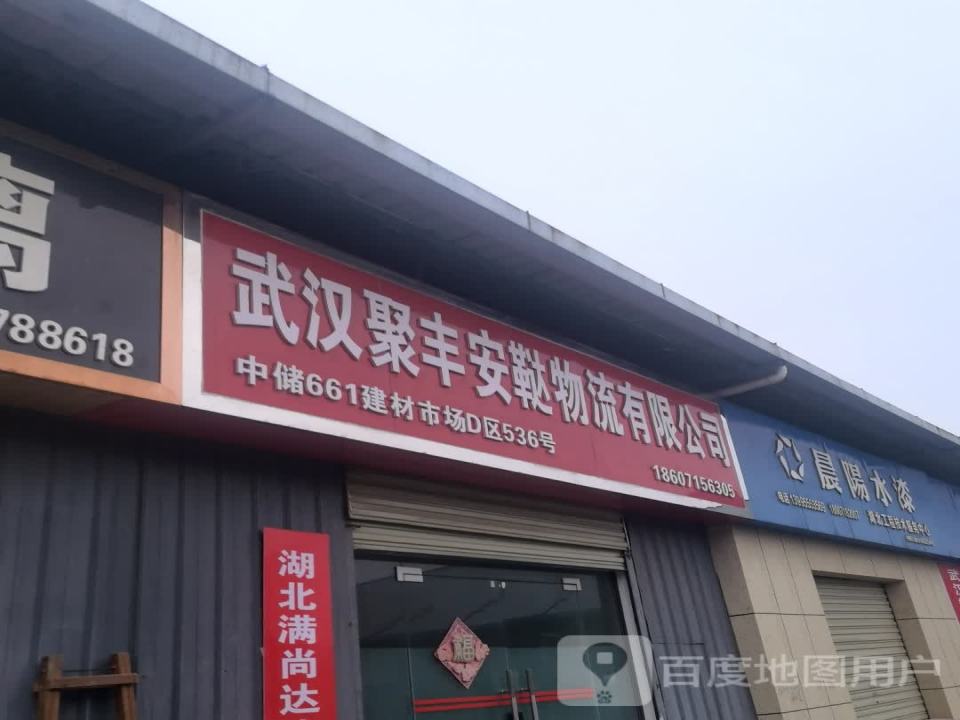 离
788618
武汉聚丰安鞑物流有限公司
中储661建材市场D区536号
18607156305
晨陽水漆
湖北满尚达
福
百度地图用户